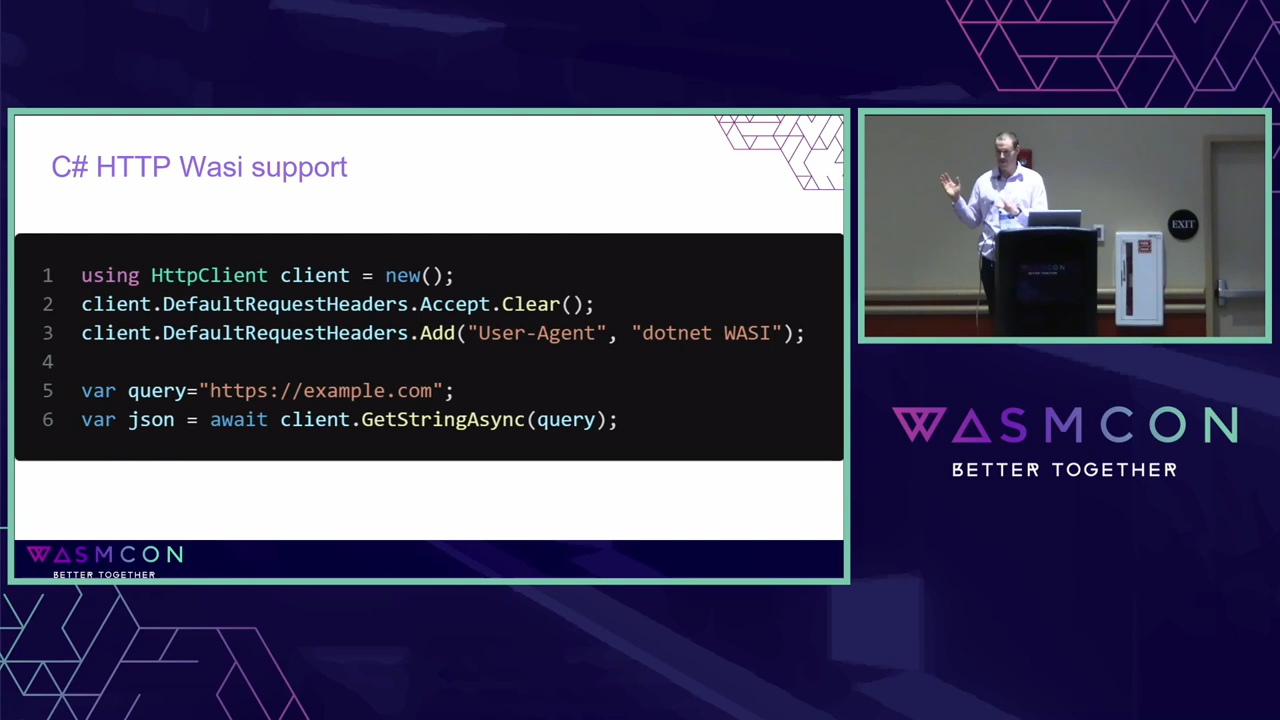 C# HTTP Wasi support
1 using HttpClient client = new();
2 client.DefaultRequestHeaders.Accept.Clear();
3 client.DefaultRequestHeaders.Add("User-Agent", "dotnet WASI");
4
5 var query="https://example.com";
6 var json = await client.GetStringAsync(query);
WASMCON
BETTER TOGETHER
EXIT
WASMCON
WASMCON
BETTER TOGETHER